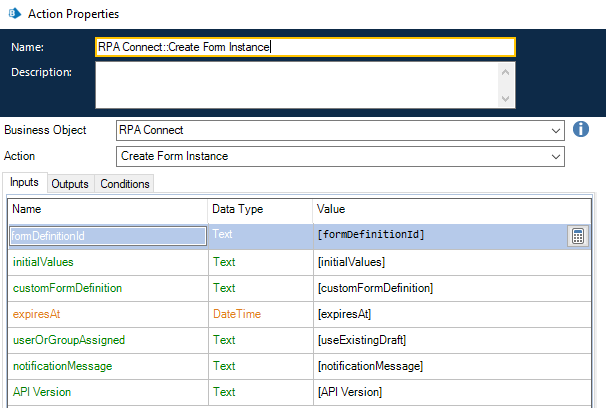 Action Properties
Name: RPA Connect::Create Form Instance
Description:
Business Object RPA Connect
Action Create Form Instance
Inputs Outputs Conditions
Name Data Type Value
formDefinitionId Text [formDefinitionId]
initialValues Text [initialValues]
customFormDefinition Text [customFormDefinition]
expiresAt DateTime [expiresAt]
userOrGroupAssigned Text [useExistingDraft]
notificationMessage Text [notificationMessage]
API Version Text [API Version]